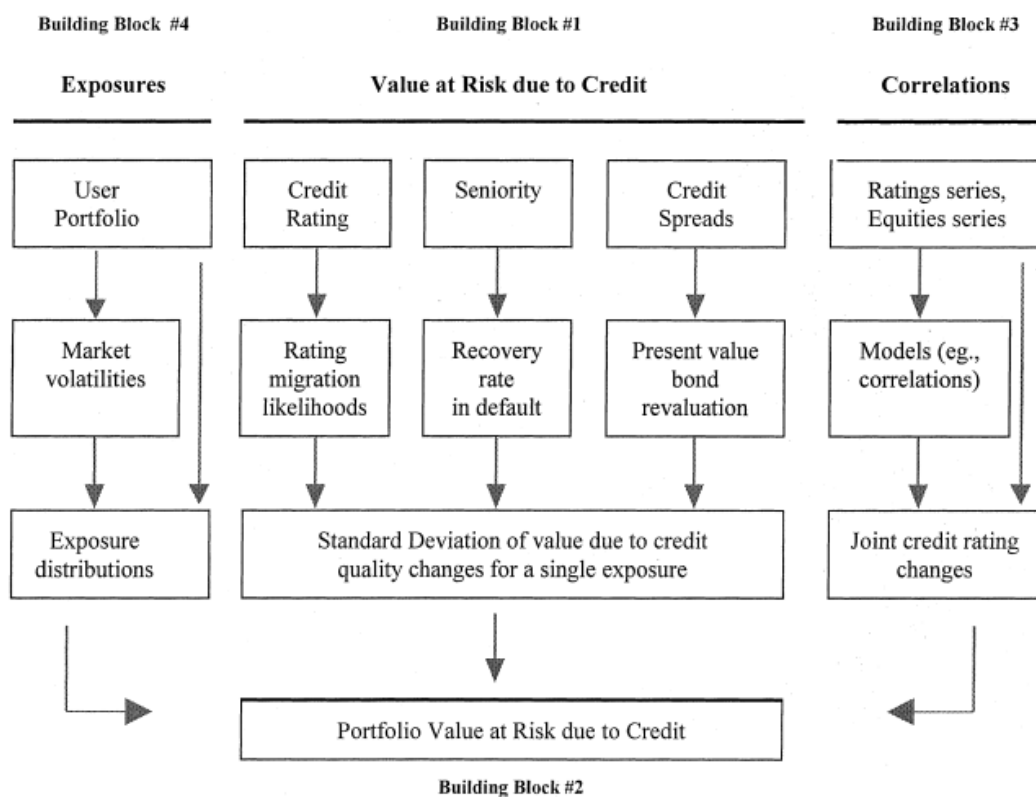 Building Block #4
Building Block #1
Building Block #3
Exposures
Value at Risk due to Credit
Correlations
User
Portfolio
Credit
Rating
Seniority
Credit
Spreads
Ratings series,
Equities series
Market
volatilities
Rating
migration
likelihoods
Recovery
rate
in default
Present value
bond
revaluation
Models (eg.,
correlations)
Exposure
distributions
Standard Deviation of value due to credit
quality changes for a single exposure
Joint credit rating
changes
Portfolio Value at Risk due to Credit
Building Block #2